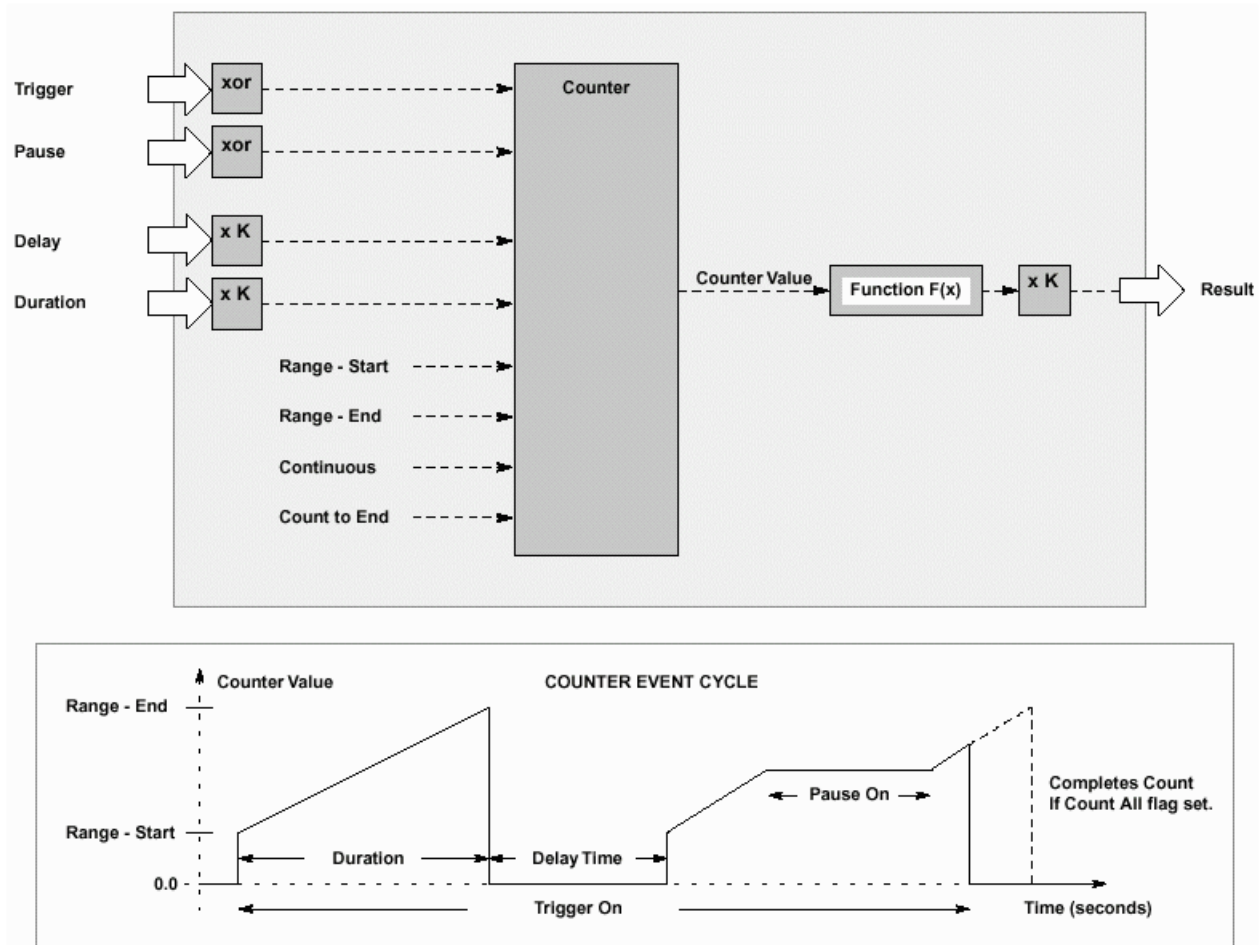 Trigger
xor
Counter
Pause
xor
Delay
x K
Duration
x K
Counter Value
Function F(x)
x K
Result
Range - Start
Range - End
Continuous
Count to End
Counter Value
COUNTER EVENT CYCLE
Range - End
Completes Count
If Count All flag set.
Pause On
Range - Start
Duration
Delay Time
0.0
Trigger On
Time (seconds)